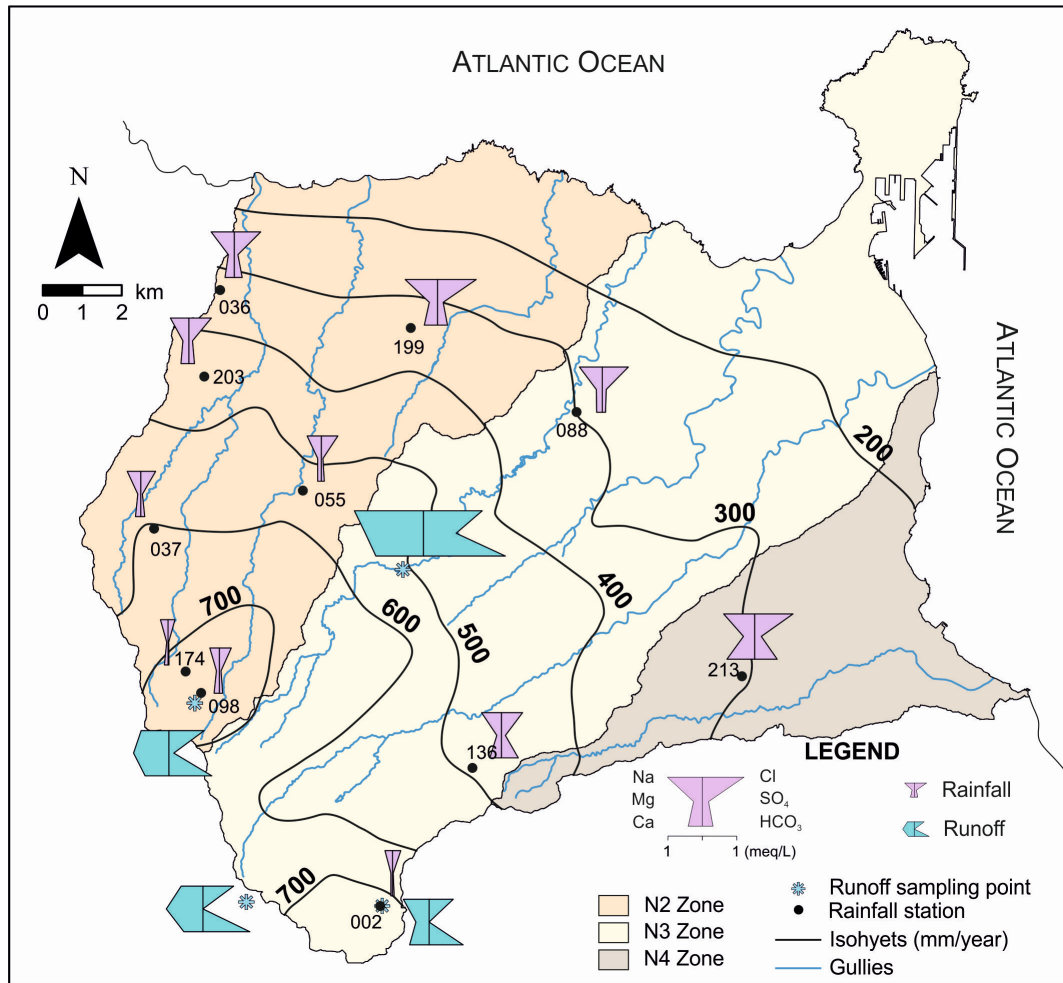 ATLANTIC OCEAN
N
0 1 2 km
036
199
203
088
ATLANTIC OCEAN
200
055
300
037
400
600
500
700
174
213
098
136
LEGEND
Na Cl
Mg SO₄
Ca HCO₃
1 1 (meq/L)
Rainfall
Runoff
700
002
N2 Zone
N3 Zone
N4 Zone
Runoff sampling point
Rainfall station
Isohyets (mm/year)
Gullies